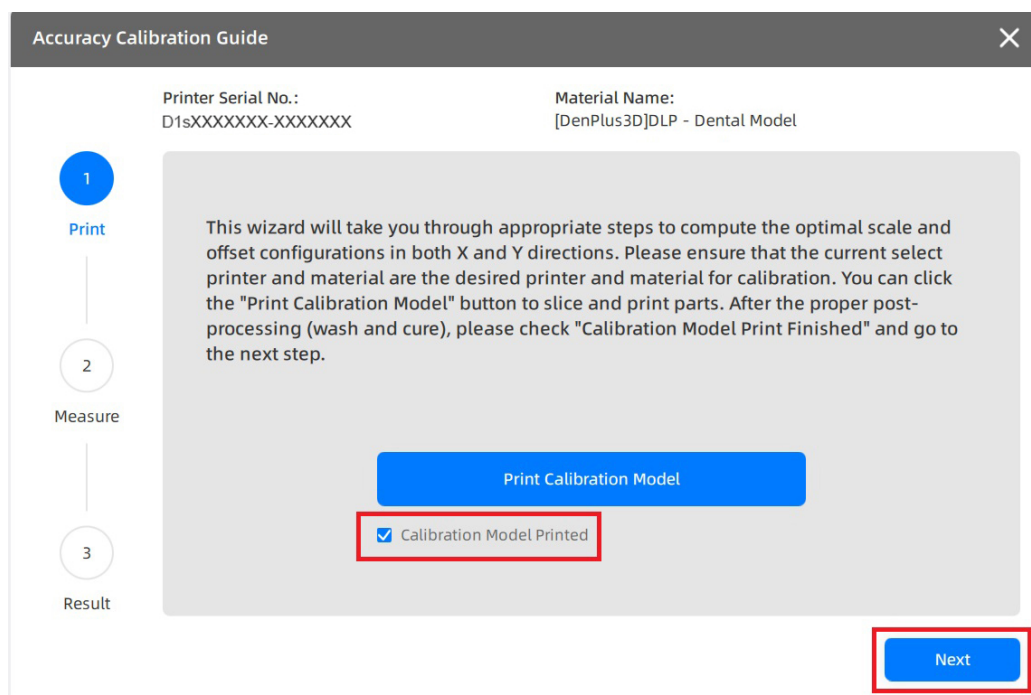 Accuracy Calibration Guide
Printer Serial No.:
D1sXXXXXXX-XXXXXXX
Material Name:
[DenPlus3D]DLP - Dental Model
1
Print
2
Measure
3
Result
This wizard will take you through appropriate steps to compute the optimal scale and
offset configurations in both X and Y directions. Please ensure that the current select
printer and material are the desired printer and material for calibration. You can click
the "Print Calibration Model" button to slice and print parts. After the proper post-
processing (wash and cure), please check "Calibration Model Print Finished" and go to
the next step.
Print Calibration Model
Calibration Model Printed
Next